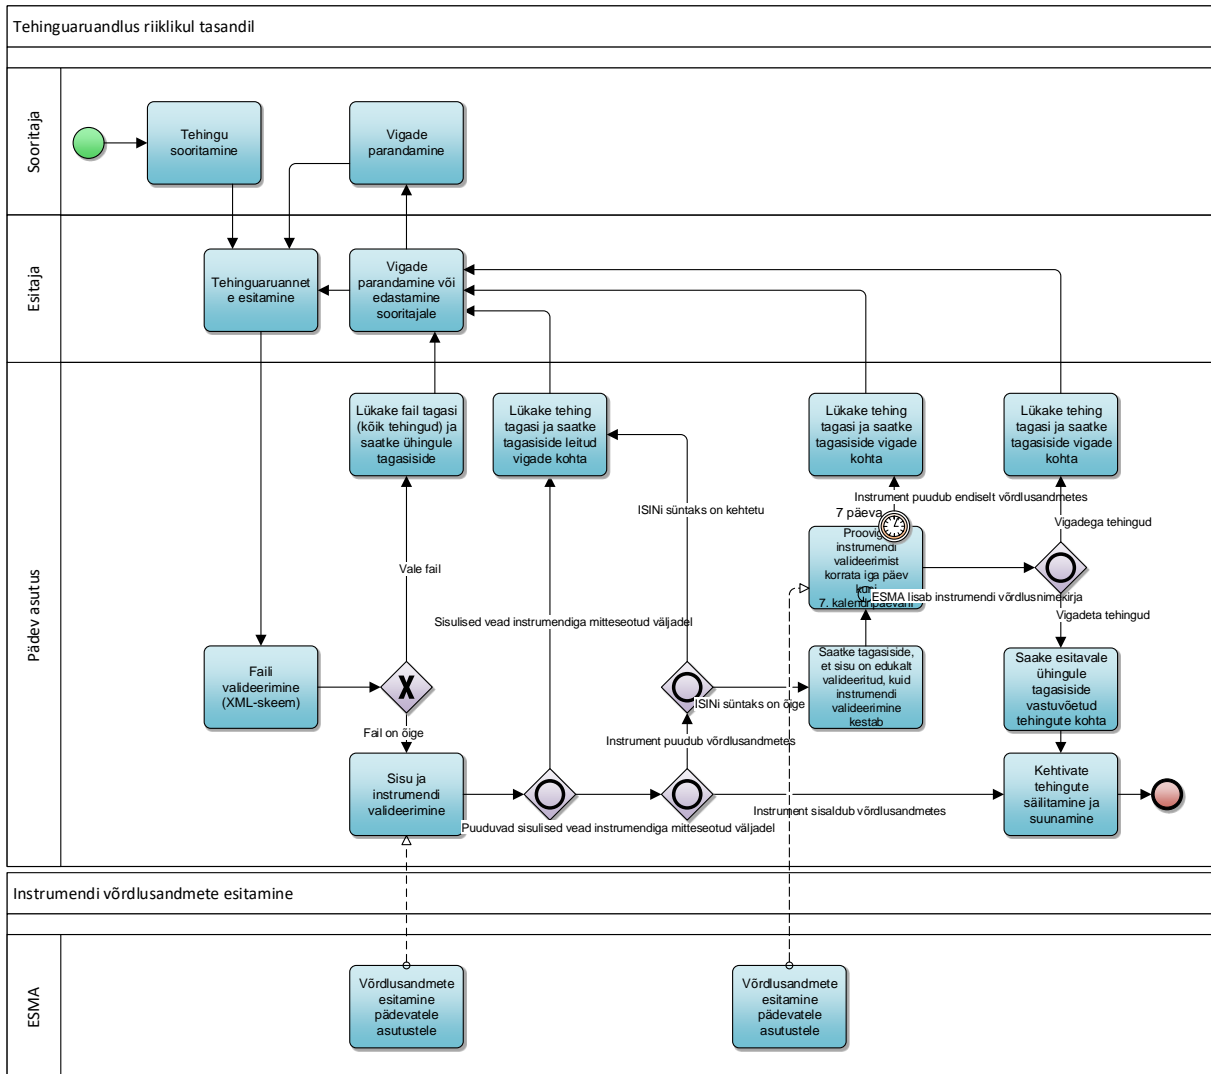 Tehinguaruandlus riiklikul tasandil
Sooritaja
Tehingu
sooritamine
Vigade
parandamine
Esitaja
Tehinguaruannet
e esitamine
Vigade
parandamine või
edastamine
sooritajale
Pädev asutus
Lükake fail tagasi
(kõik tehingud) ja
saatke ühingule
tagasiside
Lükake tehing
tagasi ja saatke
tagasiside leitud
vigade kohta
Lükake tehing
tagasi ja saatke
tagasiside vigade
kohta
Lükake tehing
tagasi ja saatke
tagasiside vigade
kohta
Instrument puudub endiselt võrdlusandmetes
ISINi süntaks on kehtetu
7 päeva
Vigadega tehingud
Proovige
instrumendi
valideerimist
korrata iga päev
kuni
7. kalendripäevani
ESMA lisab instrumendi võrdlusnimekirja
Vale fail
Sisulised vead instrumendiga mitteseotud väljadel
Vigadeta tehingud
Faili
valideerimine
(XML-skeem)
X
Saatke tagasiside,
et sisu on edukalt
valideeritud, kuid
instrumendi
valideerimine
kestab
Saake esitavale
ühingule
tagasiside
vastuvõetud
tehingute kohta
ISINi süntaks on õige
Fail on õige
Instrument puudub võrdlusandmetes
Sisu ja
instrumendi
valideerimine
Kehtivate
tehingute
säilitamine ja
suunamine
Instrument sisaldub võrdlusandmetes
Puuduvad sisulised vead instrumendiga mitteseotud väljadel
Instrumendi võrdlusandmete esitamine
ESMA
Võrdlusandmete
esitamine
pädevatele
asutustele
Võrdlusandmete
esitamine
pädevatele
asutustele